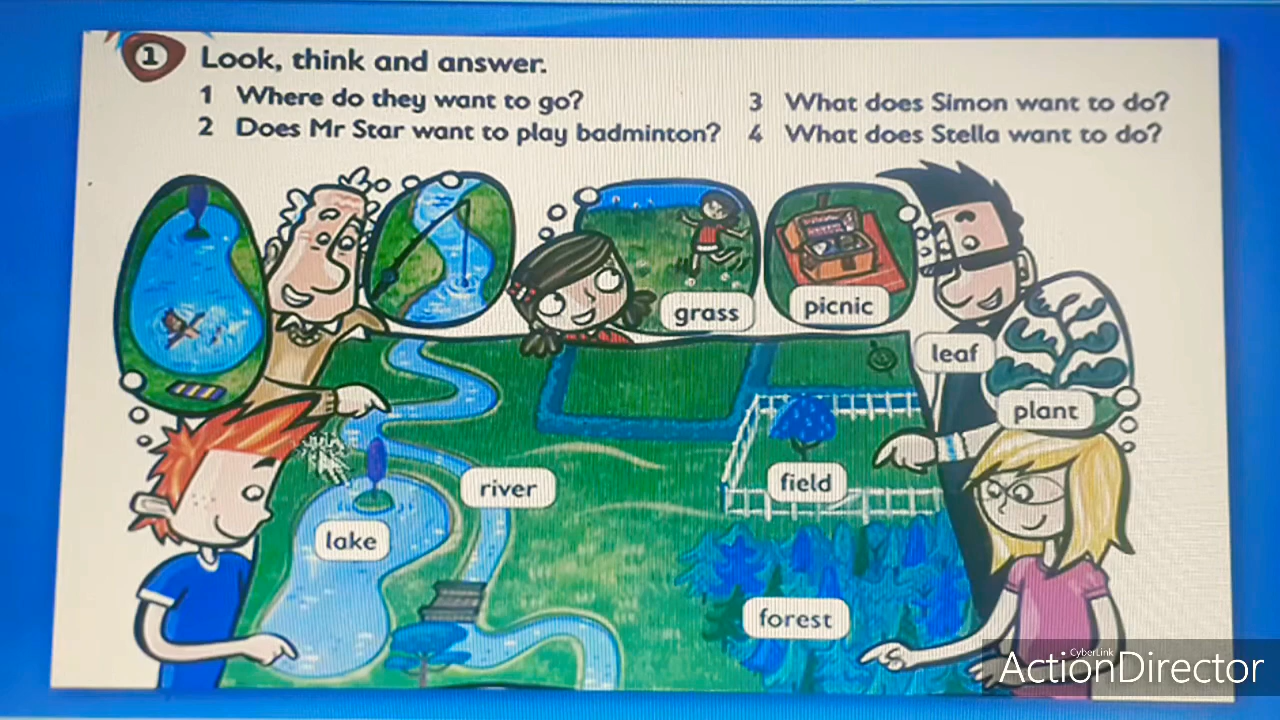 1 Look, think and answer.
1 Where do they want to go?
2 Does Mr Star want to play badminton?
3 What does Simon want to do?
4 What does Stella want to do?
grass
picnic
leaf
plant
river
field
lake
forest
CyberLink
ActionDirector